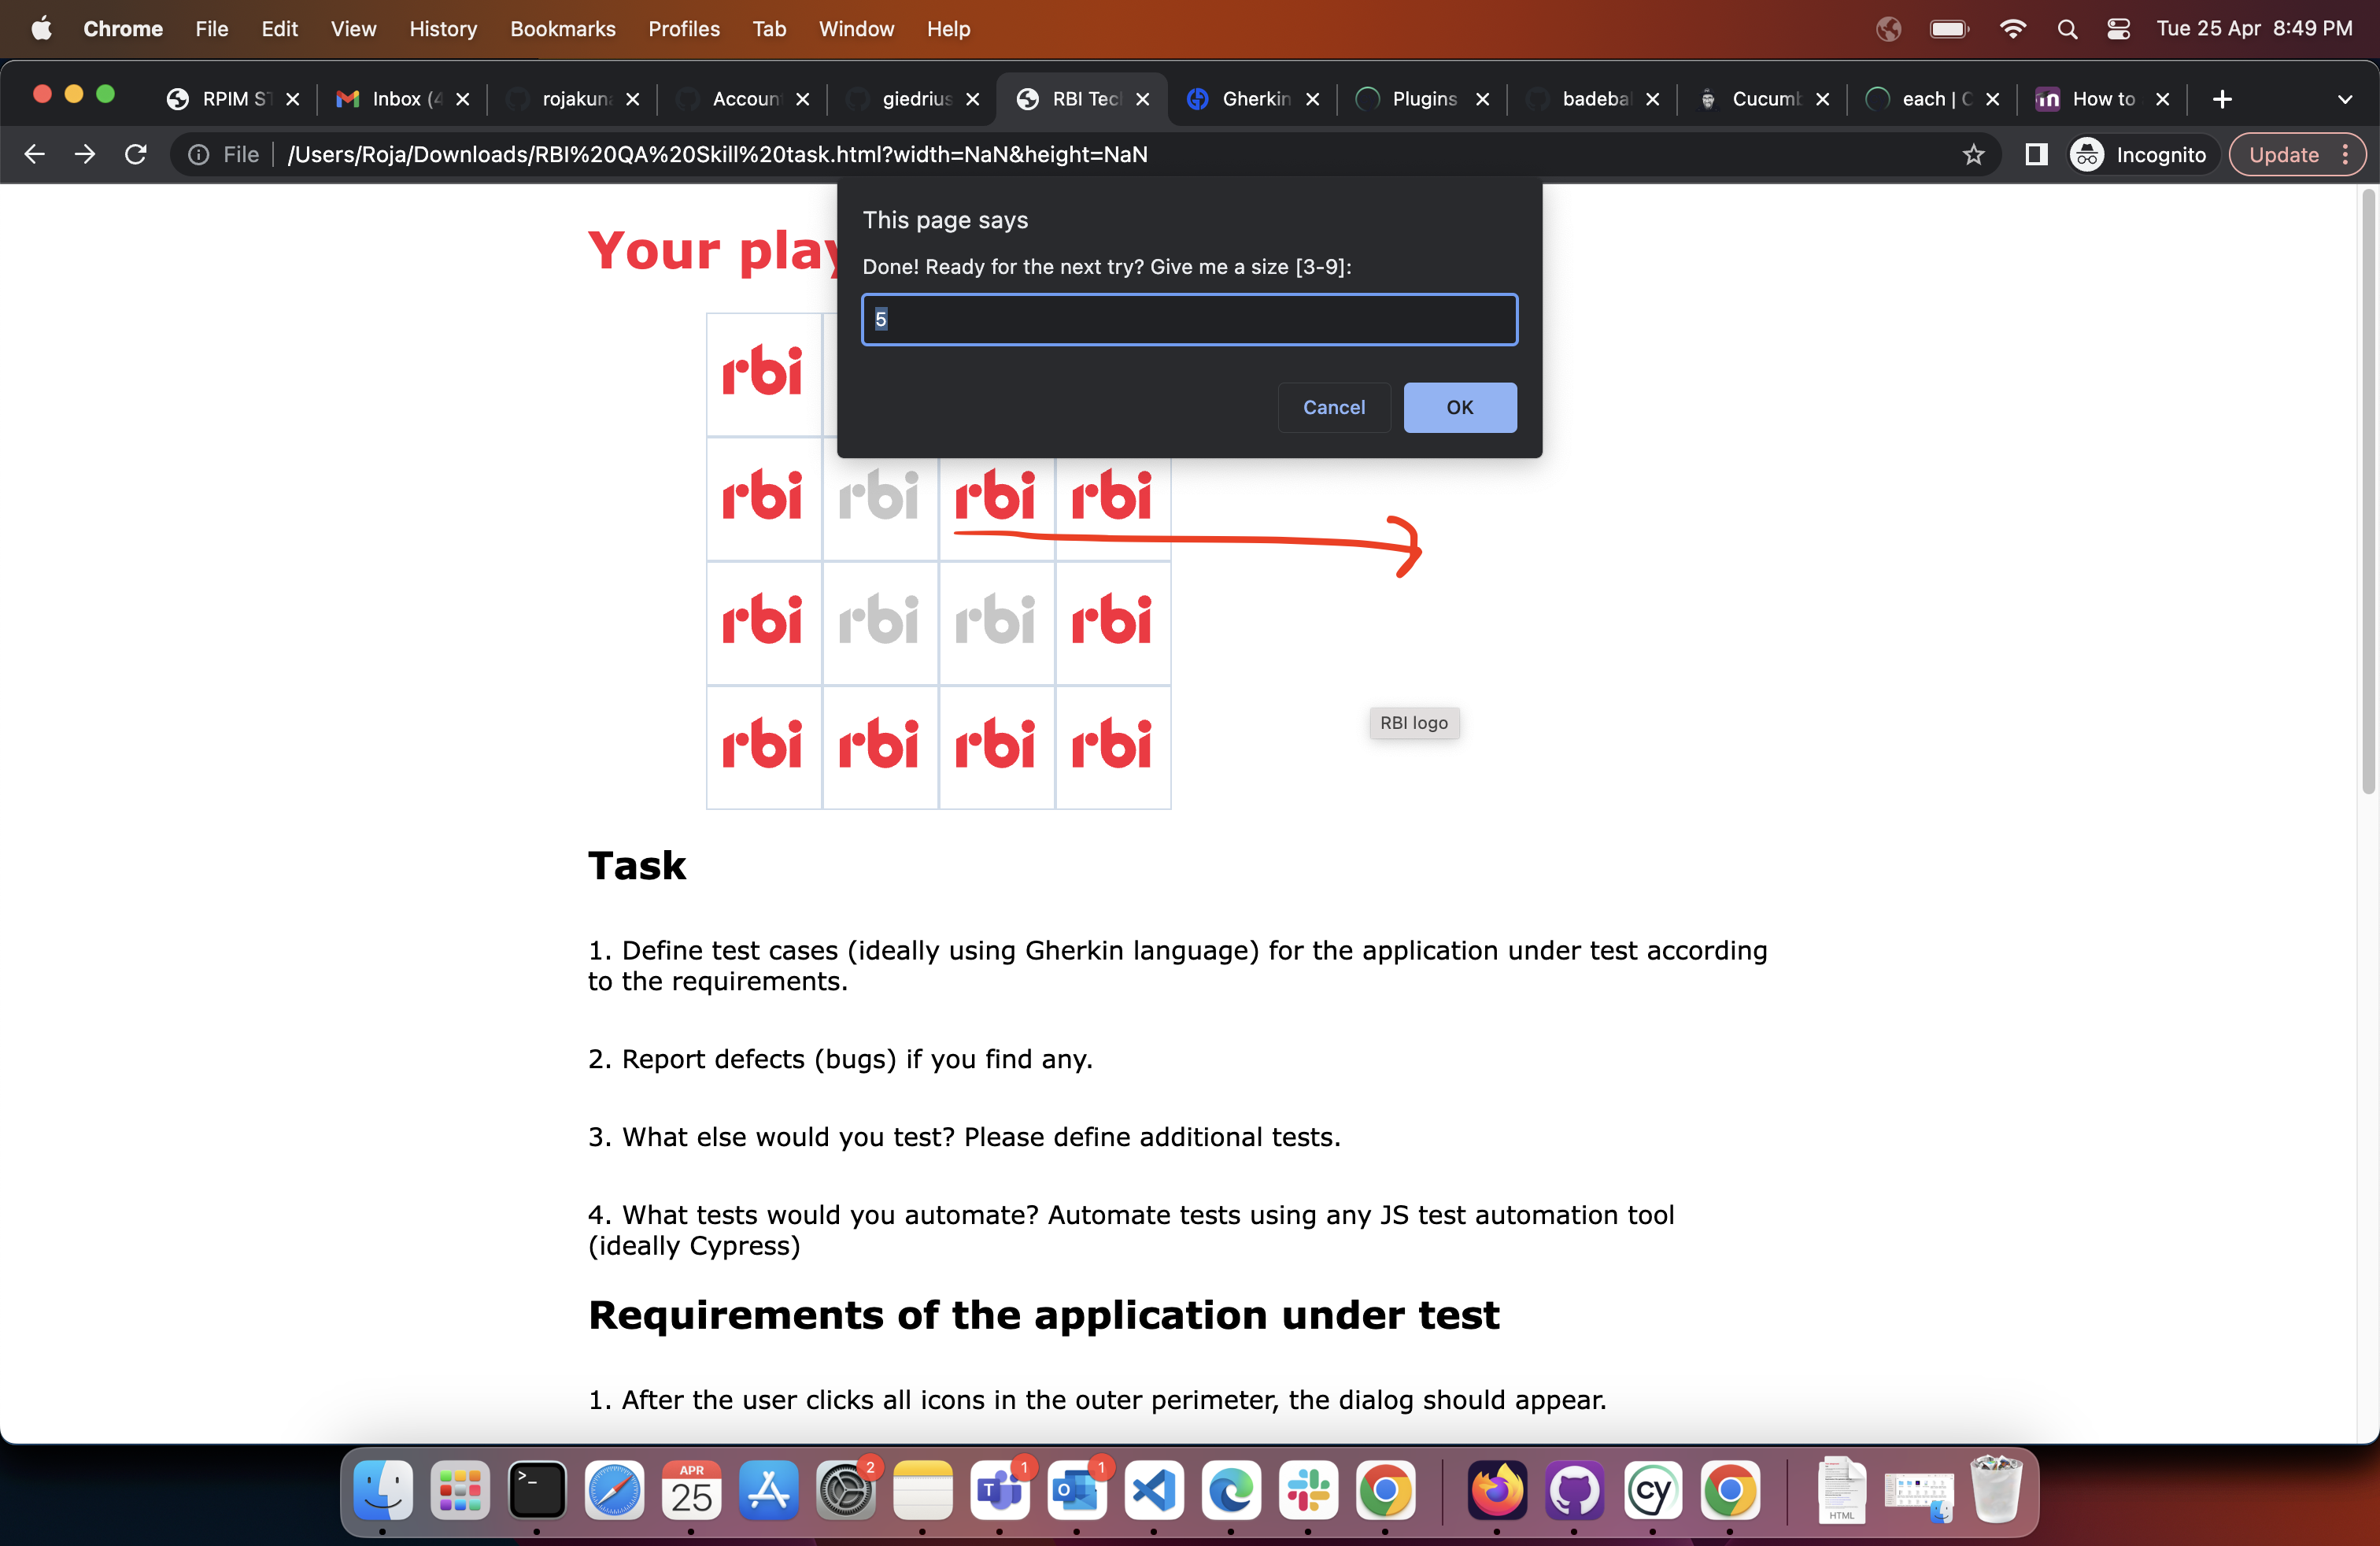 Chrome File Edit View History Bookmarks Profiles Tab Window Help Tue 25 Apr 8:49 PM
RPIM ST Inbox (4 rojakuna Accoun giedrius RBI Tec Gherkin Plugins badebal Cucumb each | C How to
File /Users/Roja/Downloads/RBI%20QA%20Skill%20task.html?width=NaN&height=NaN Incognito Update
Your play
This page says
Done! Ready for the next try? Give me a size [3-9]:
5
Cancel OK
rbi
rbi rbi rbi rbi
rbi rbi rbi rbi
RBI logo
rbi rbi rbi rbi
Task
1. Define test cases (ideally using Gherkin language) for the application under test according
to the requirements.
2. Report defects (bugs) if you find any.
3. What else would you test? Please define additional tests.
4. What tests would you automate? Automate tests using any JS test automation tool
(ideally Cypress)
Requirements of the application under test
1. After the user clicks all icons in the outer perimeter, the dialog should appear.
APR
25
2
1
1
T
O
cy
HTML